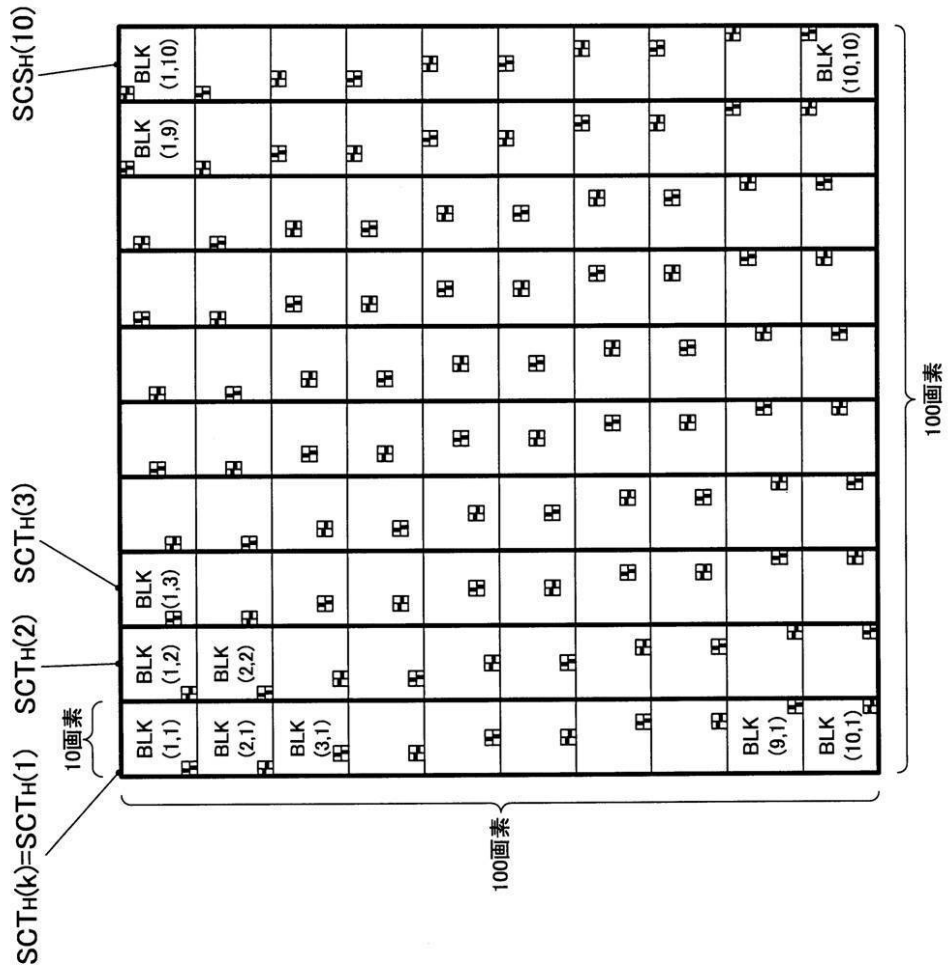 SCTH(k)=SCTH(1)
SCTH(2)
SCTH(3)
SCSH(10)
10画素
BLK
(1,1)
BLK
(1,2)
BLK
(1,3)
BLK
(1,9)
BLK
(1,10)
BLK
(2,1)
BLK
(2,2)
BLK
(3,1)
BLK
(9,1)
BLK
(10,1)
BLK
(10,10)
100画素
100画素